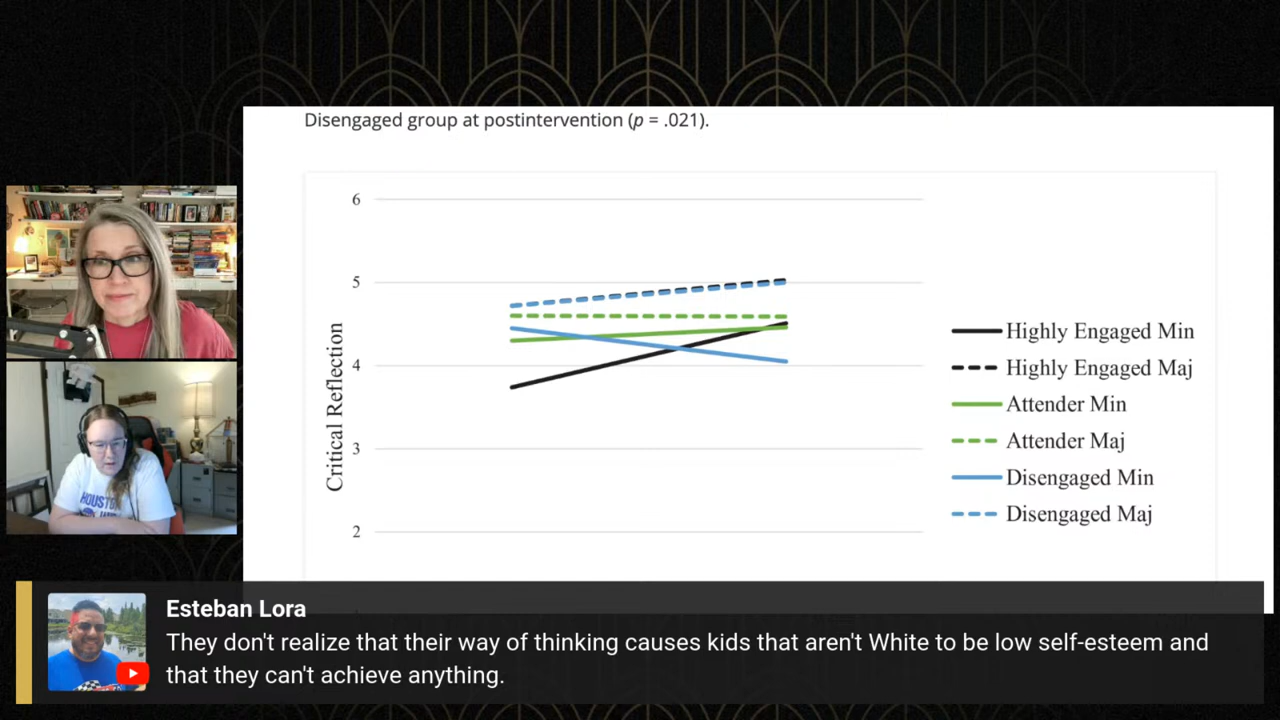 Disengaged group at postintervention (p = .021).
6
5
4
3
2
Critical Reflection
Highly Engaged Min
Highly Engaged Maj
Attender Min
Attender Maj
Disengaged Min
Disengaged Maj
HOUSTON
Esteban Lora
They don't realize that their way of thinking causes kids that aren't White to be low self-esteem and
that they can't achieve anything.